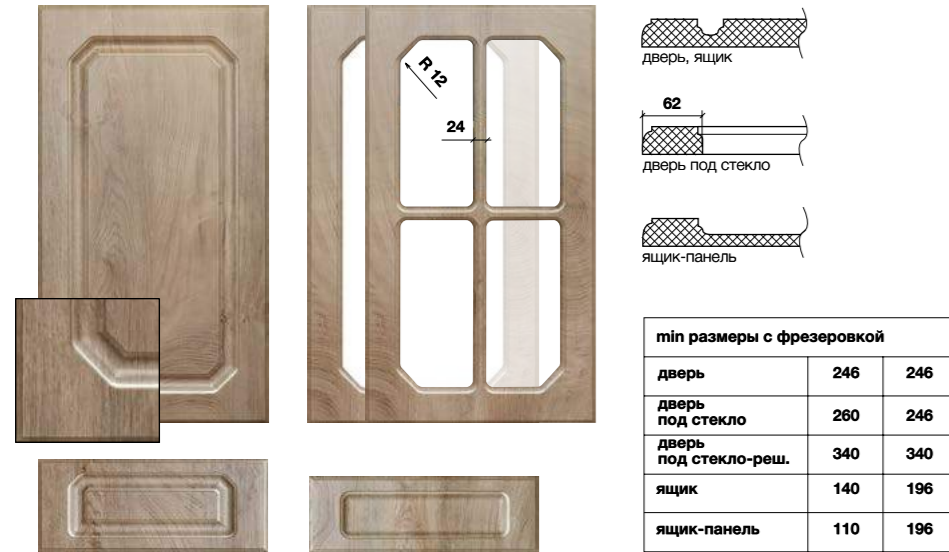 R 12
24
дверь, ящик
62
дверь под стекло
ящик-панель
min размеры с фрезеровкой
дверь 246 246
дверь
под стекло 260 246
дверь
под стекло-реш. 340 340
ящик 140 196
ящик-панель 110 196